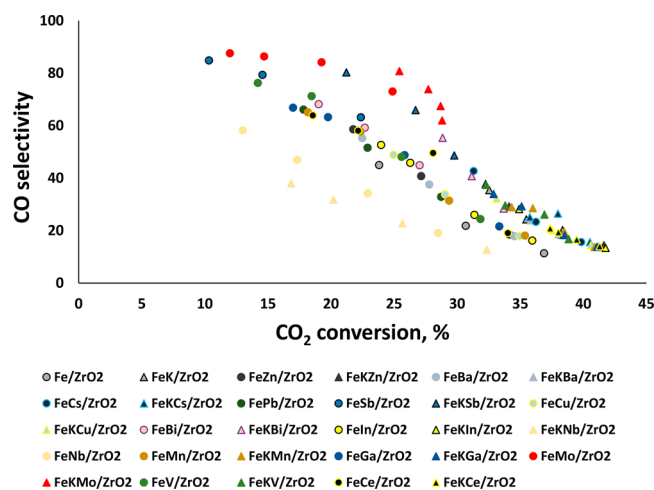 100
80
60
40
20
0
0 5 10 15 20 25 30 35 40 45
CO selectivity
CO₂ conversion, %
Fe/ZrO2 FeK/ZrO2 FeZn/ZrO2 FeKZn/ZrO2 FeBa/ZrO2 FeKBa/ZrO2
FeCs/ZrO2 FeKCs/ZrO2 FePb/ZrO2 FeSb/ZrO2 FeKSb/ZrO2 FeCu/ZrO2
FeKCu/ZrO2 FeBi/ZrO2 FeKBi/ZrO2 FeIn/ZrO2 FeKIn/ZrO2 FeKNb/ZrO2
FeNb/ZrO2 FeMn/ZrO2 FeKMn/ZrO2 FeGa/ZrO2 FeKGa/ZrO2 FeMo/ZrO2
FeKMo/ZrO2 FeV/ZrO2 FeKV/ZrO2 FeCe/ZrO2 FeKCe/ZrO2